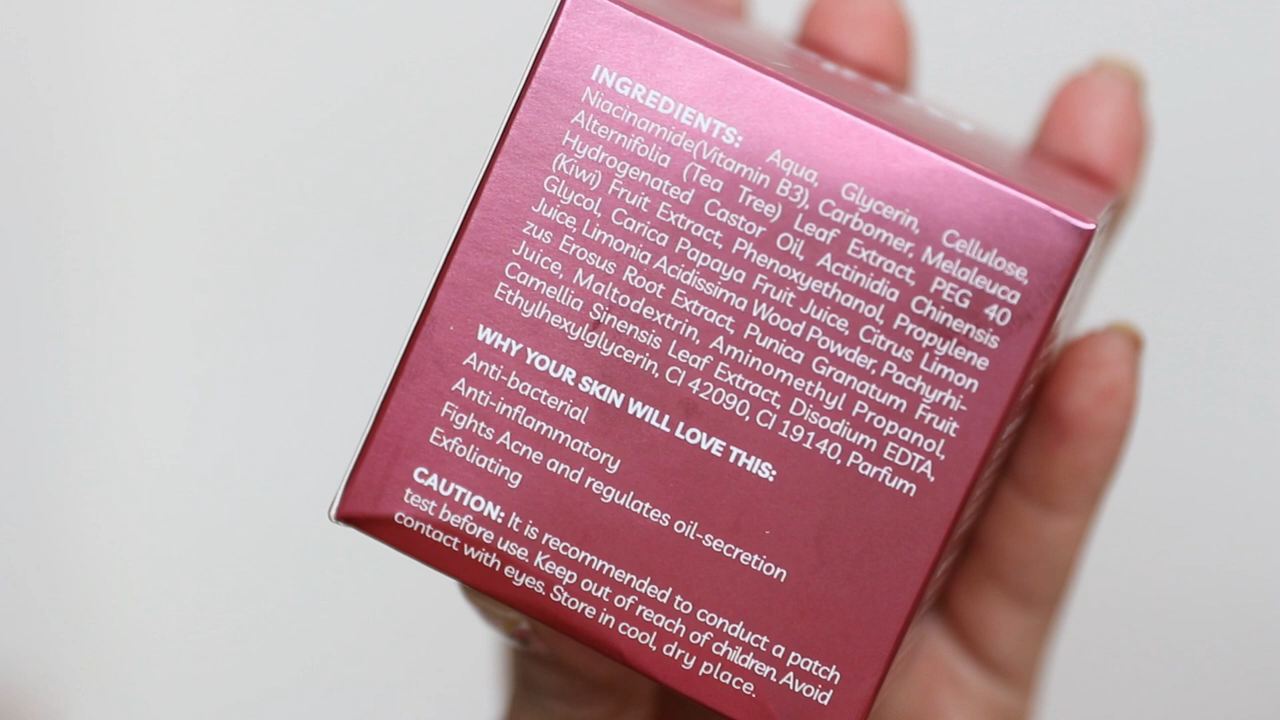 INGREDIENTS: Aqua, Glycerin, Cellulose,
Niacinamide(Vitamin B3), Carbomer, Melaleuca
Alternifolia (Tea Tree) Leaf Extract, PEG 40
Hydrogenated Castor Oil, Actinidia Chinensis
(Kiwi) Fruit Extract, Phenoxyethanol, Propylene
Glycol, Carica Papaya Fruit Juice, Citrus Limon
Juice, Limonia Acidissima Wood Powder, Pachyrhi-
zus Erosus Root Extract, Punica Granatum Fruit
Juice, Maltodextrin, Aminomethyl Propanol,
Camellia Sinensis Leaf Extract, Disodium EDTA,
Ethylhexylglycerin, CI 42090, CI 19140, Parfum
WHY YOUR SKIN WILL LOVE THIS:
Anti-bacterial
Anti-inflammatory
Fights Acne and regulates oil-secretion
Exfoliating
CAUTION: It is recommended to conduct a patch
test before use. Keep out of reach of children. Avoid
contact with eyes. Store in cool, dry place.